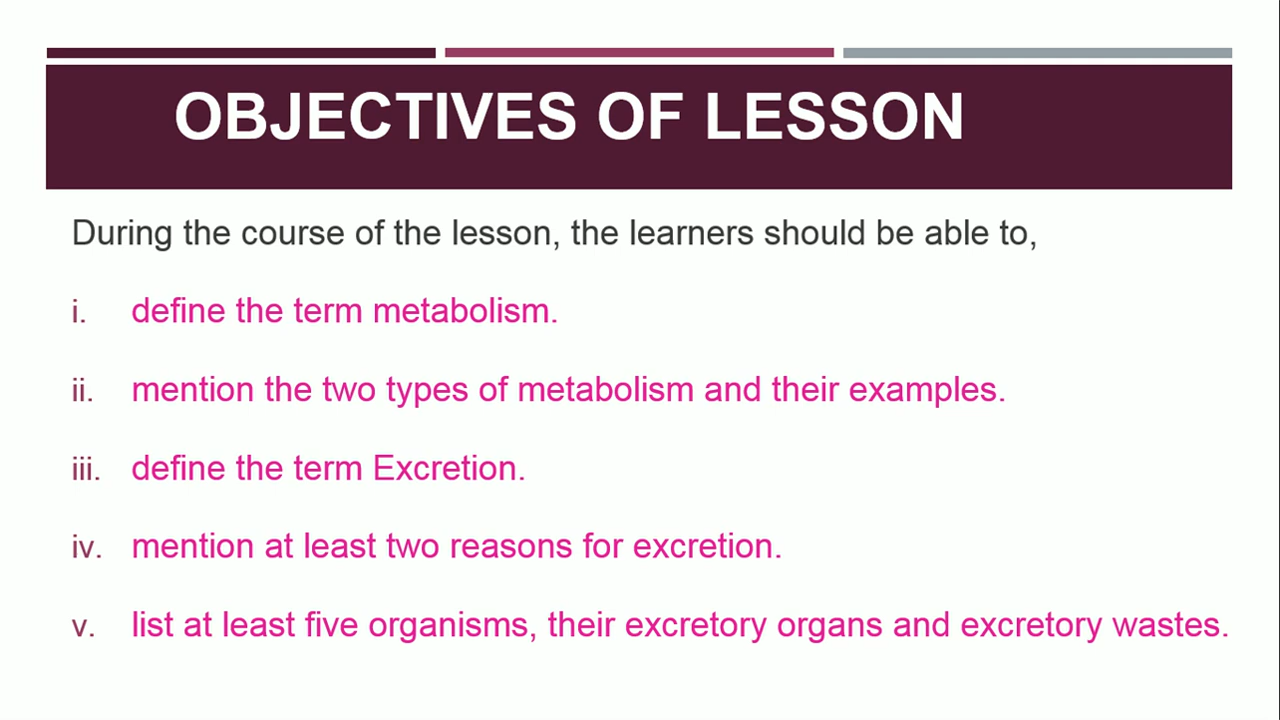 OBJECTIVES OF LESSON
During the course of the lesson, the learners should be able to,
i. define the term metabolism.
ii. mention the two types of metabolism and their examples.
iii. define the term Excretion.
iv. mention at least two reasons for excretion.
v. list at least five organisms, their excretory organs and excretory wastes.